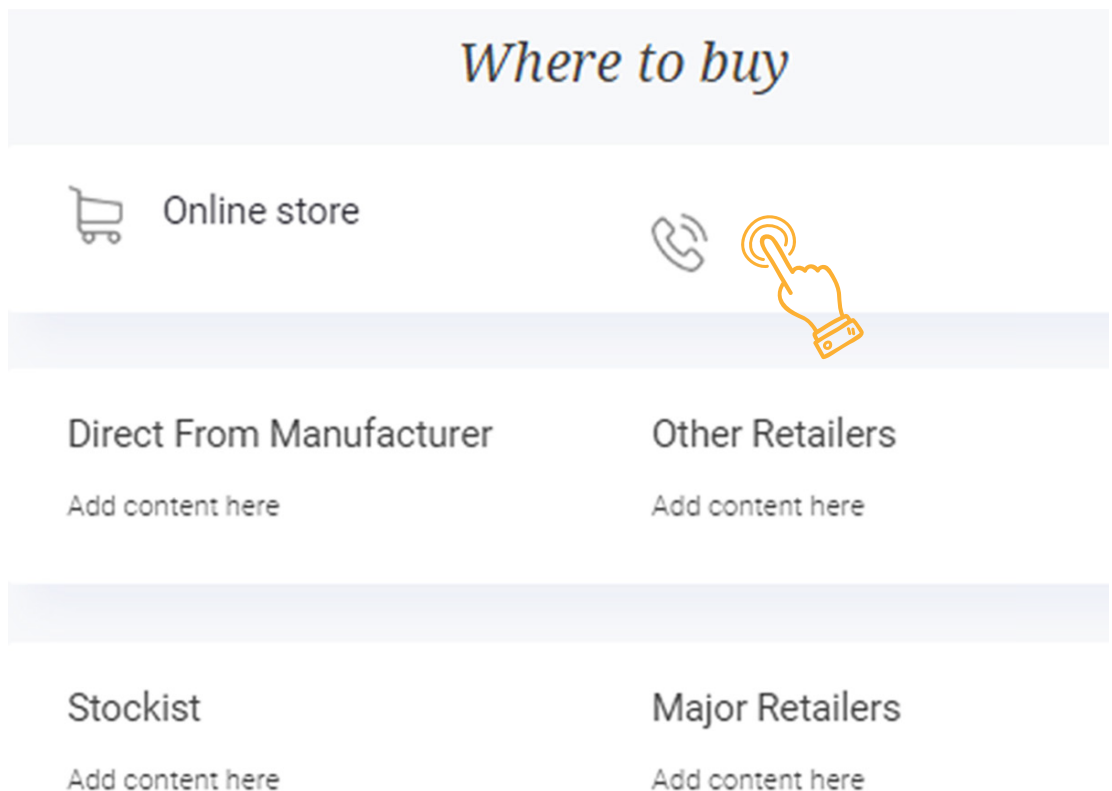 Where to buy
Online store
Direct From Manufacturer
Other Retailers
Add content here
Add content here
Stockist
Major Retailers
Add content here
Add content here